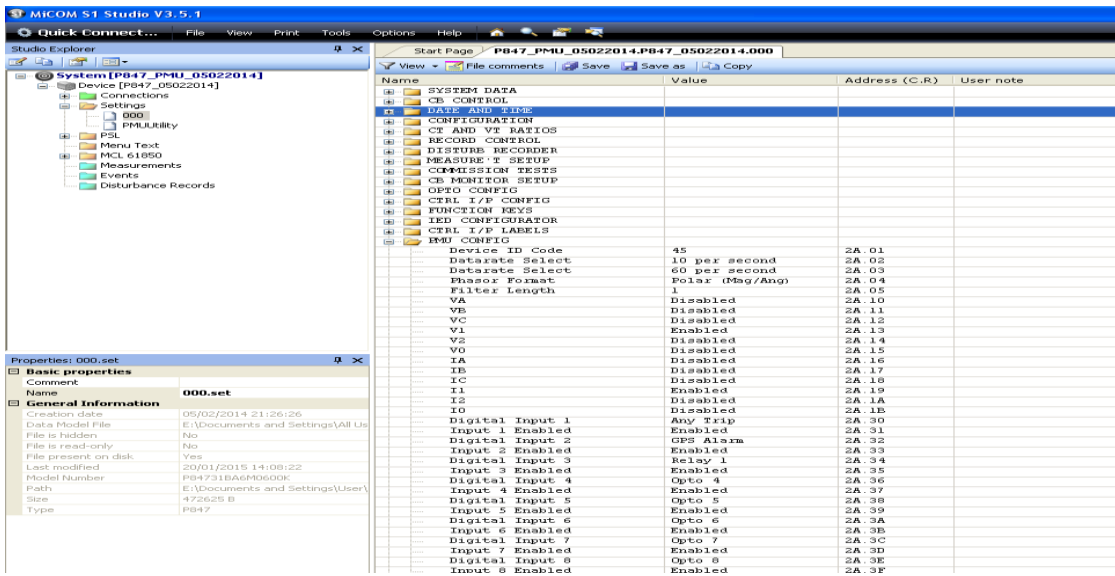 MiCOM S1 Studio V3.5.1
Quick Connect... File View Print Tools Options Help
Studio Explorer
System [P847_PMU_05022014]
Device [P847_05022014]
Connections
Settings
000
PMUUtility
PSL
Menu Text
MCL 61850
Measurements
Events
Disturbance Records
Properties: 000.set
Basic properties
Comment
Name 000.set
General Information
Creation date 05/02/2014 21:26:26
Data Model File E:\Documents and Settings\All Us
File is hidden No
File is read-only No
File present on disk Yes
Last modified 20/01/2015 14:08:22
Model Number P84731BA6M0600K
Path E:\Documents and Settings\User\
Size 472625 B
Type P847
Start Page P847_PMU_05022014.P847_05022014.000
View File comments Save Save as Copy
Name Value Address (C.R) User note
SYSTEM DATA
CB CONTROL
DATE AND TIME
CONFIGURATION
CT AND VT RATIOS
RECORD CONTROL
DISTURB RECORDER
MEASURE'T SETUP
COMMISSION TESTS
CB MONITOR SETUP
OPTO CONFIG
CTRL I/P CONFIG
FUNCTION KEYS
IED CONFIGURATOR
CTRL I/P LABELS
PMU CONFIG
Device ID Code 45 2A.01
Datarate Select 10 per second 2A.02
Datarate Select 60 per second 2A.03
Phasor Format Polar (Mag/Ang) 2A.04
Filter Length 1 2A.05
VA Disabled 2A.10
VB Disabled 2A.11
VC Disabled 2A.12
V1 Enabled 2A.13
V2 Disabled 2A.14
V0 Disabled 2A.15
IA Disabled 2A.16
IB Disabled 2A.17
IC Disabled 2A.18
I1 Enabled 2A.19
I2 Disabled 2A.1A
I0 Disabled 2A.1B
Digital Input 1 Any Trip 2A.30
Input 1 Enabled Enabled 2A.31
Digital Input 2 GPS Alarm 2A.32
Input 2 Enabled Enabled 2A.33
Digital Input 3 Relay 1 2A.34
Input 3 Enabled Enabled 2A.35
Digital Input 4 Opto 4 2A.36
Input 4 Enabled Enabled 2A.37
Digital Input 5 Opto 5 2A.38
Input 5 Enabled Enabled 2A.39
Digital Input 6 Opto 6 2A.3A
Input 6 Enabled Enabled 2A.3B
Digital Input 7 Opto 7 2A.3C
Input 7 Enabled Enabled 2A.3D
Digital Input 8 Opto 8 2A.3E
Input 8 Enabled Enabled 2A.3F